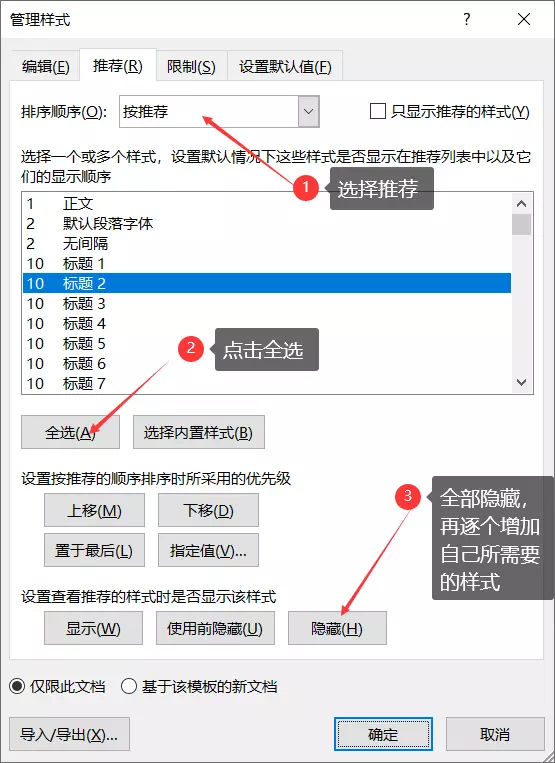 管理样式
编辑(E) 推荐(R) 限制(S) 设置默认值(F)
排序顺序(O): 按推荐 只显示推荐的样式(Y)
选择一个或多个样式，设置默认情况下这些样式是否显示在推荐列表中以及它
们的显示顺序
1 选择推荐
1 正文
2 默认段落字体
2 无间隔
10 标题 1
10 标题 2
10 标题 3
10 标题 4
10 标题 5
10 标题 6
10 标题 7
2 点击全选
全选(A) 选择内置样式(B)
设置按推荐的顺序排序时所采用的优先级
上移(M) 下移(D)
置于最后(L) 指定值(V)...
3 全部隐藏，
再逐个增加
自己所需要
的样式
设置查看推荐的样式时是否显示该样式
显示(W) 使用前隐藏(U) 隐藏(H)
仅限此文档 基于该模板的新文档
导入/导出(X)... 确定 取消